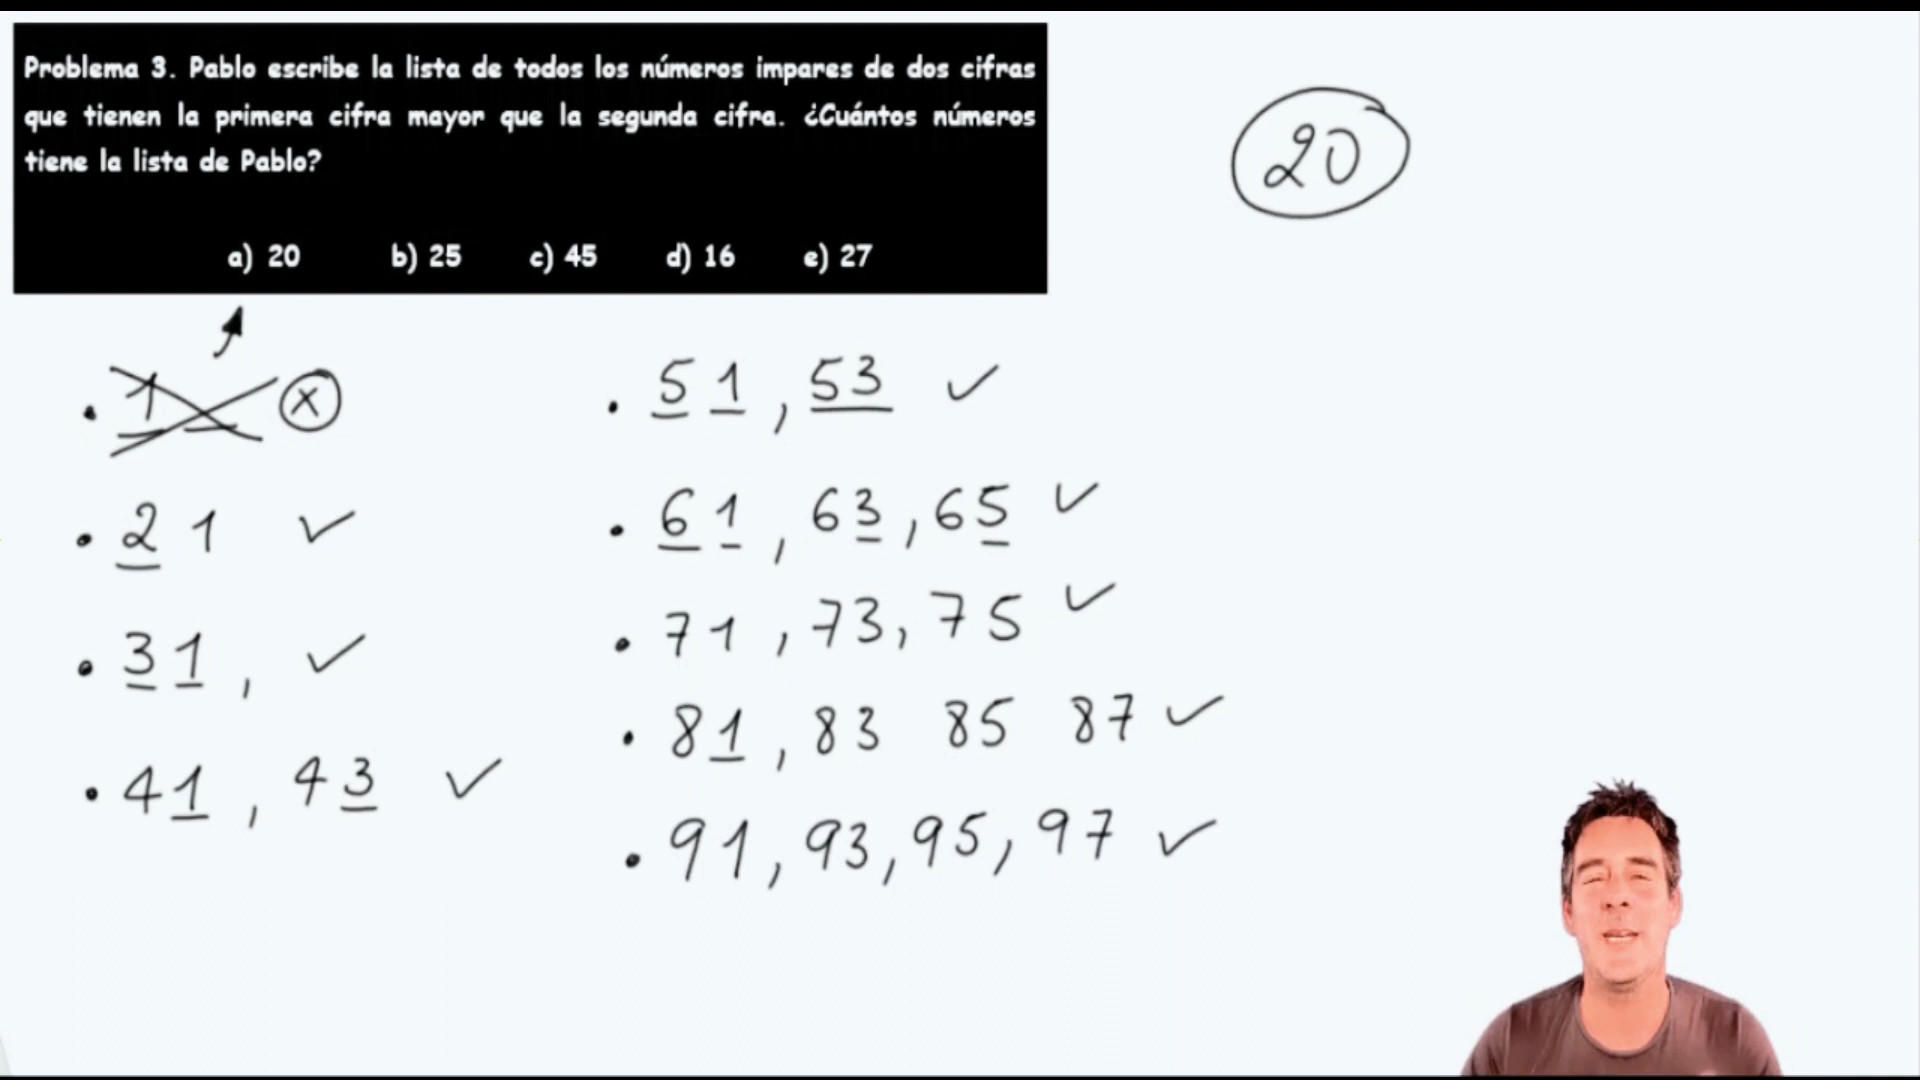 Problema 3. Pablo escribe la lista de todos los números impares de dos cifras
que tienen la primera cifra mayor que la segunda cifra. ¿Cuántos números
tiene la lista de Pablo?
a) 20 b) 25 c) 45 d) 16 e) 27
20
• 1 _ x
• 21 ✓
• 31, ✓
• 41, 43 ✓
• 51, 53 ✓
• 61, 63, 65 ✓
• 71, 73, 75 ✓
• 81, 83 85 87 ✓
• 91, 93, 95, 97 ✓